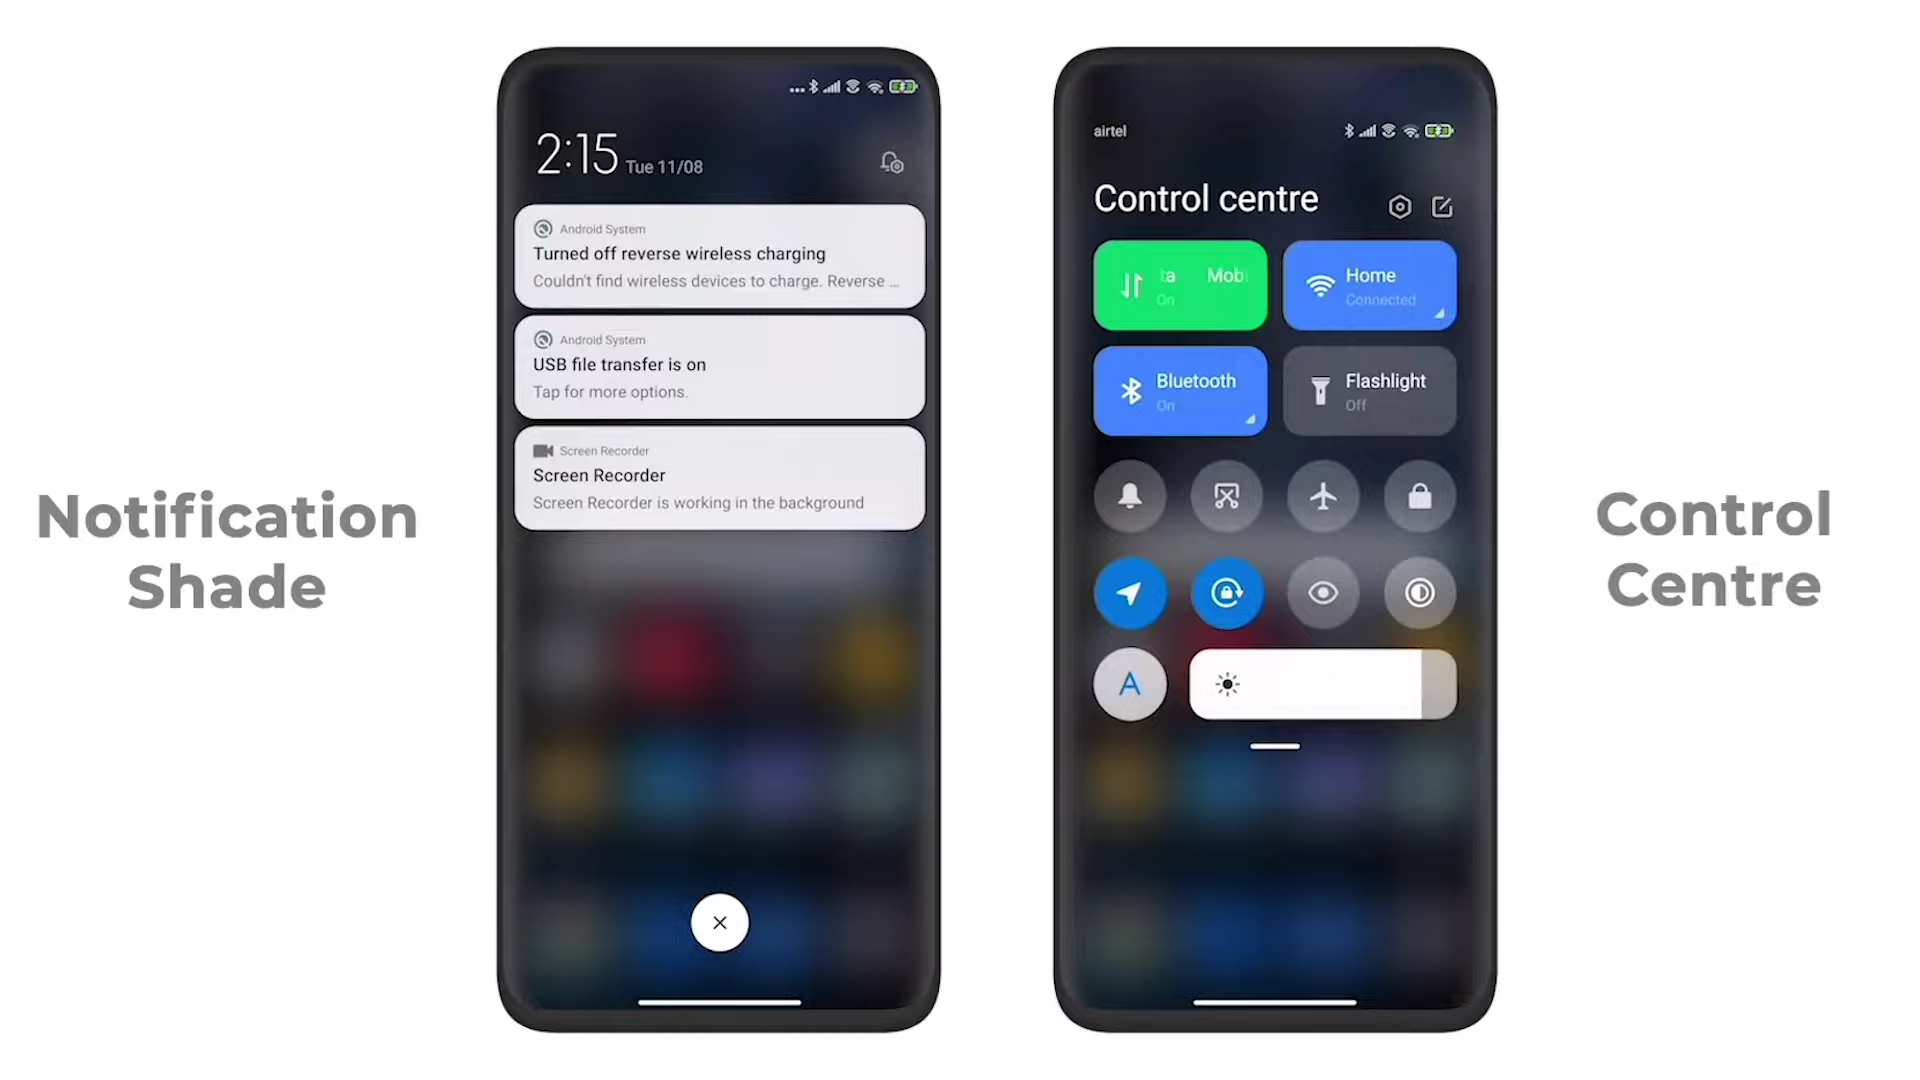 Notification
Shade
2:15 Tue 11/08
Android System
Turned off reverse wireless charging
Couldn't find wireless devices to charge. Reverse ...
Android System
USB file transfer is on
Tap for more options.
Screen Recorder
Screen Recorder
Screen Recorder is working in the background
airtel
Control centre
ta Mobi
On
Home
Connected
Bluetooth
On
Flashlight
Off
A
Control
Centre